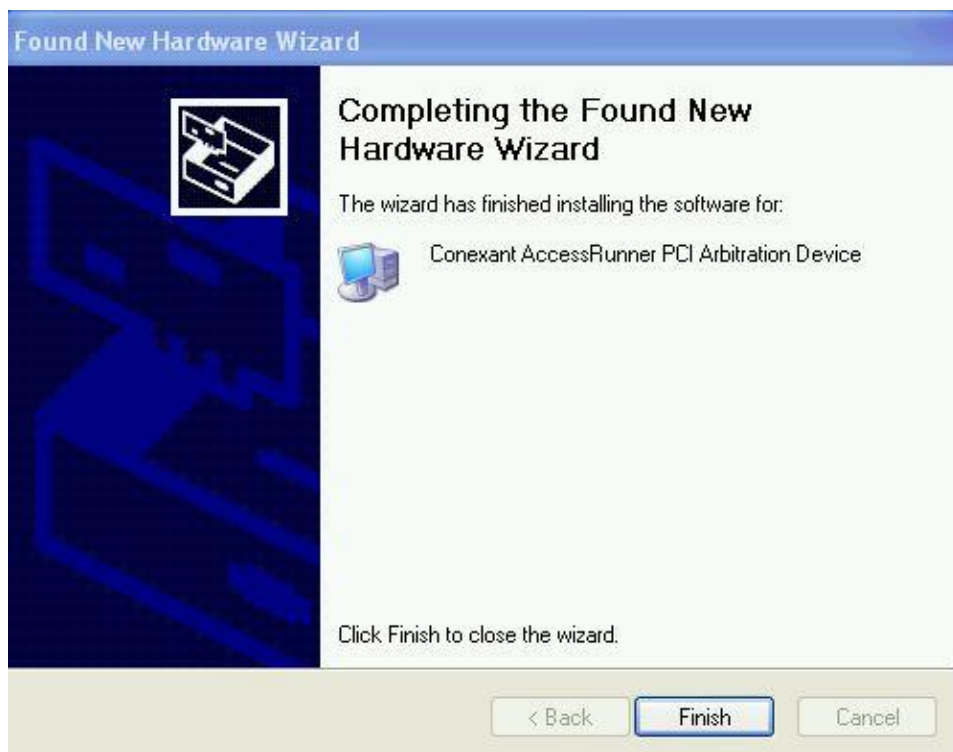 Found New Hardware Wizard
Completing the Found New
Hardware Wizard
The wizard has finished installing the software for:
Conexant AccessRunner PCI Arbitration Device
Click Finish to close the wizard.
< Back
Finish
Cancel